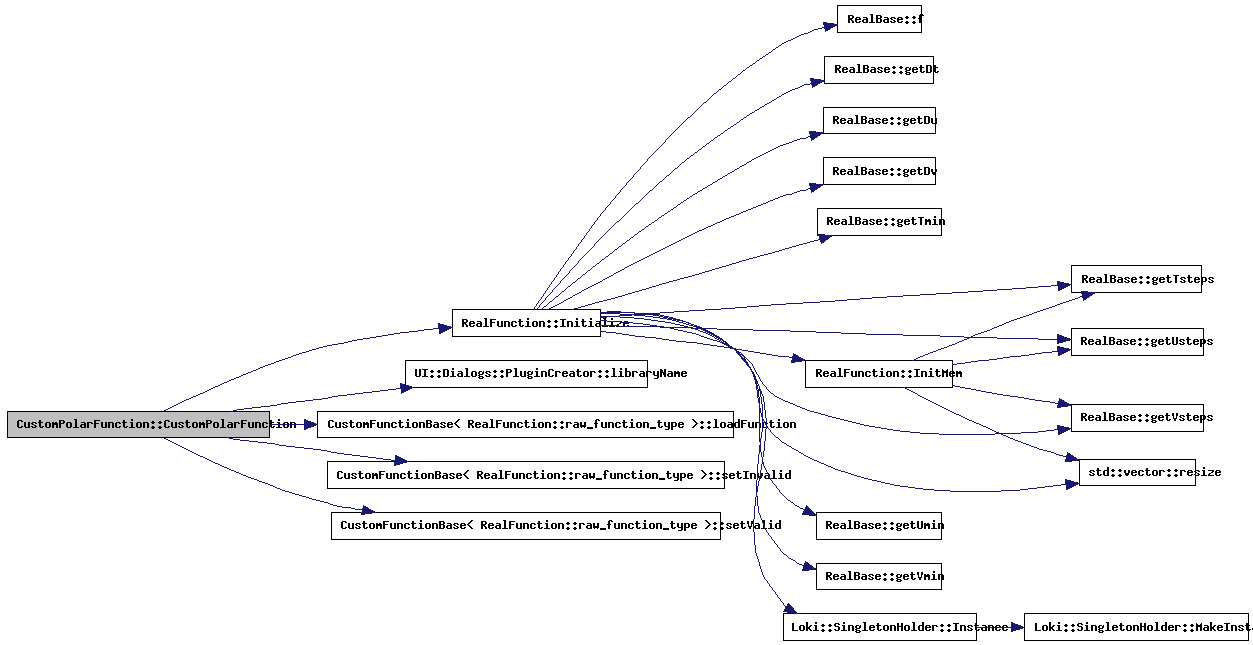 RealBase::f
RealBase::getDt
RealBase::getDu
RealBase::getDv
RealBase::getTmin
RealBase::getTsteps
RealFunction::Initialize
RealBase::getUsteps
RealFunction::InitMem
UI::Dialogs::PluginCreator::libraryName
RealBase::getVsteps
CustomPolarFunction::CustomPolarFunction
CustomFunctionBase< RealFunction::raw_function_type >::loadFunction
std::vector::resize
CustomFunctionBase< RealFunction::raw_function_type >::setInvalid
CustomFunctionBase< RealFunction::raw_function_type >::setValid
RealBase::getUmin
RealBase::getVmin
Loki::SingletonHolder::Instance
Loki::SingletonHolder::MakeInst